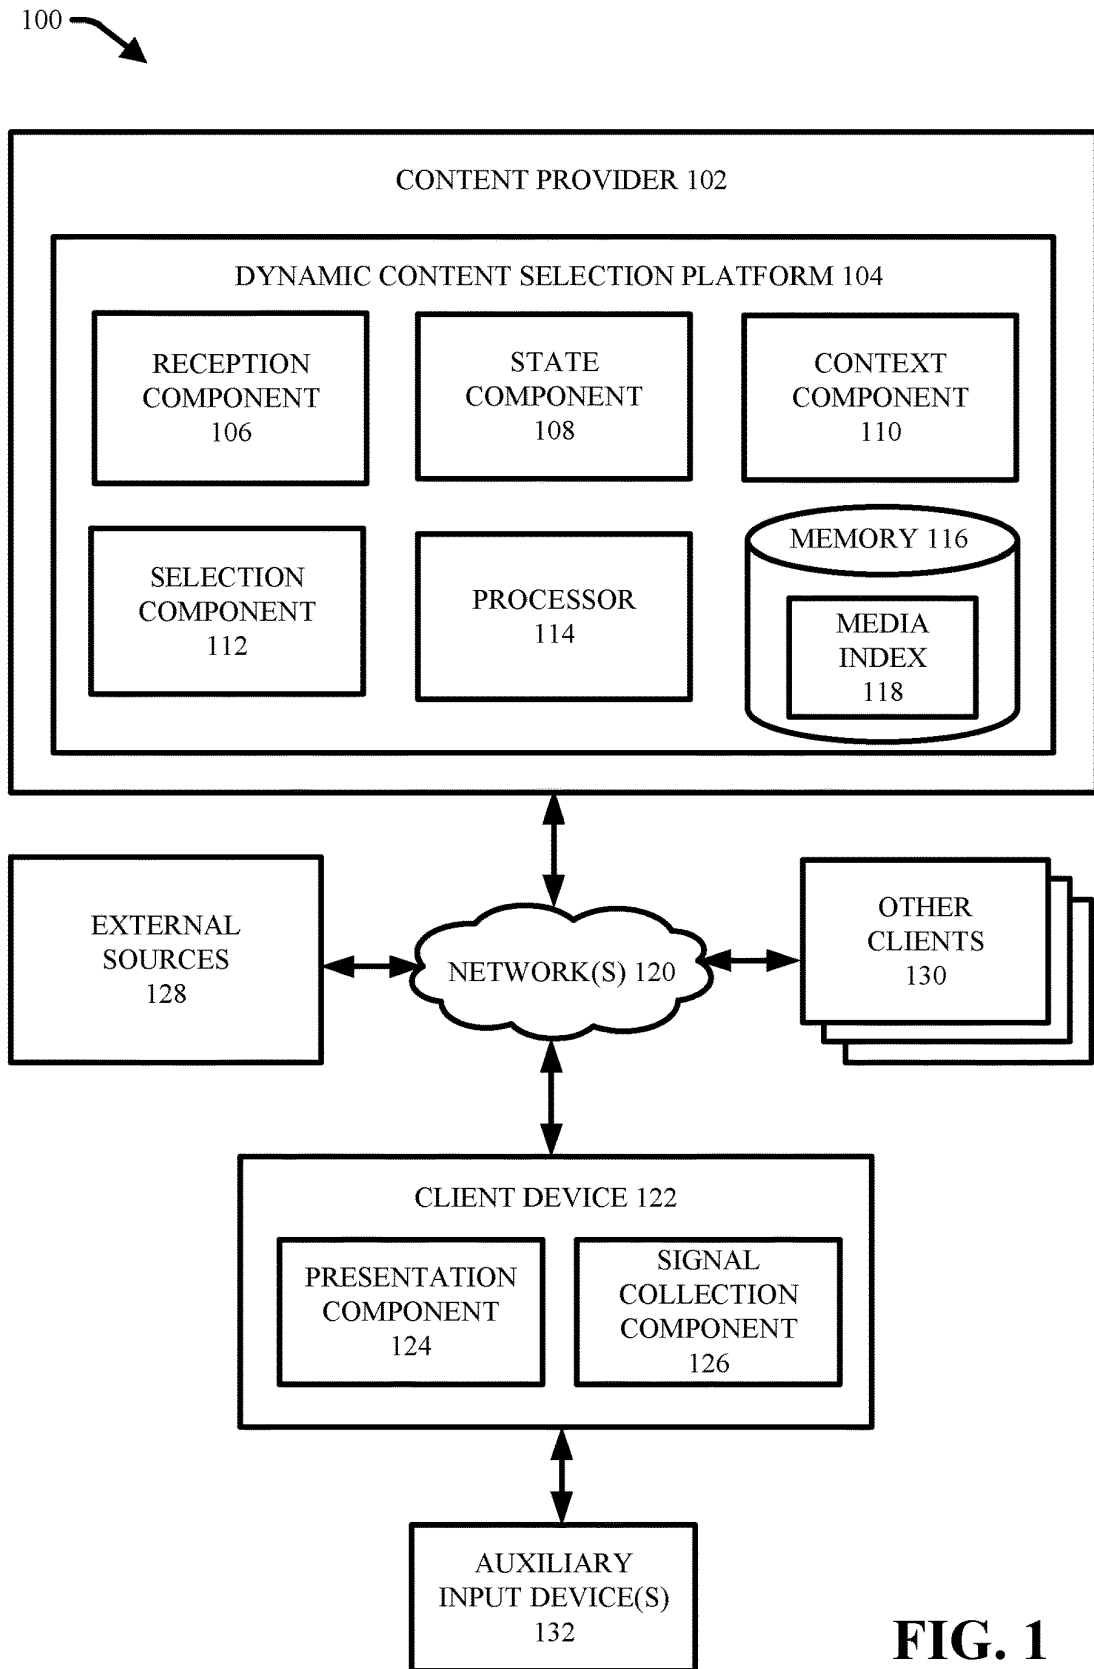 100
CONTENT PROVIDER 102
DYNAMIC CONTENT SELECTION PLATFORM 104
RECEPTION
COMPONENT
106
STATE
COMPONENT
108
CONTEXT
COMPONENT
110
SELECTION
COMPONENT
112
PROCESSOR
114
MEMORY 116
MEDIA
INDEX
118
EXTERNAL
SOURCES
128
NETWORK(S) 120
OTHER
CLIENTS
130
CLIENT DEVICE 122
PRESENTATION
COMPONENT
124
SIGNAL
COLLECTION
COMPONENT
126
AUXILIARY
INPUT DEVICE(S)
132
FIG. 1